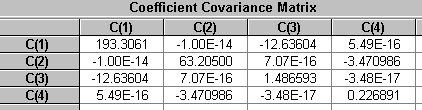 Coefficient Covariance Matrix
C(1) C(2) C(3) C(4)
C(1) 193.3061 -1.00E-14 -12.63604 5.49E-16
C(2) -1.00E-14 63.20500 7.07E-16 -3.470986
C(3) -12.63604 7.07E-16 1.486593 -3.48E-17
C(4) 5.49E-16 -3.470986 -3.48E-17 0.226891